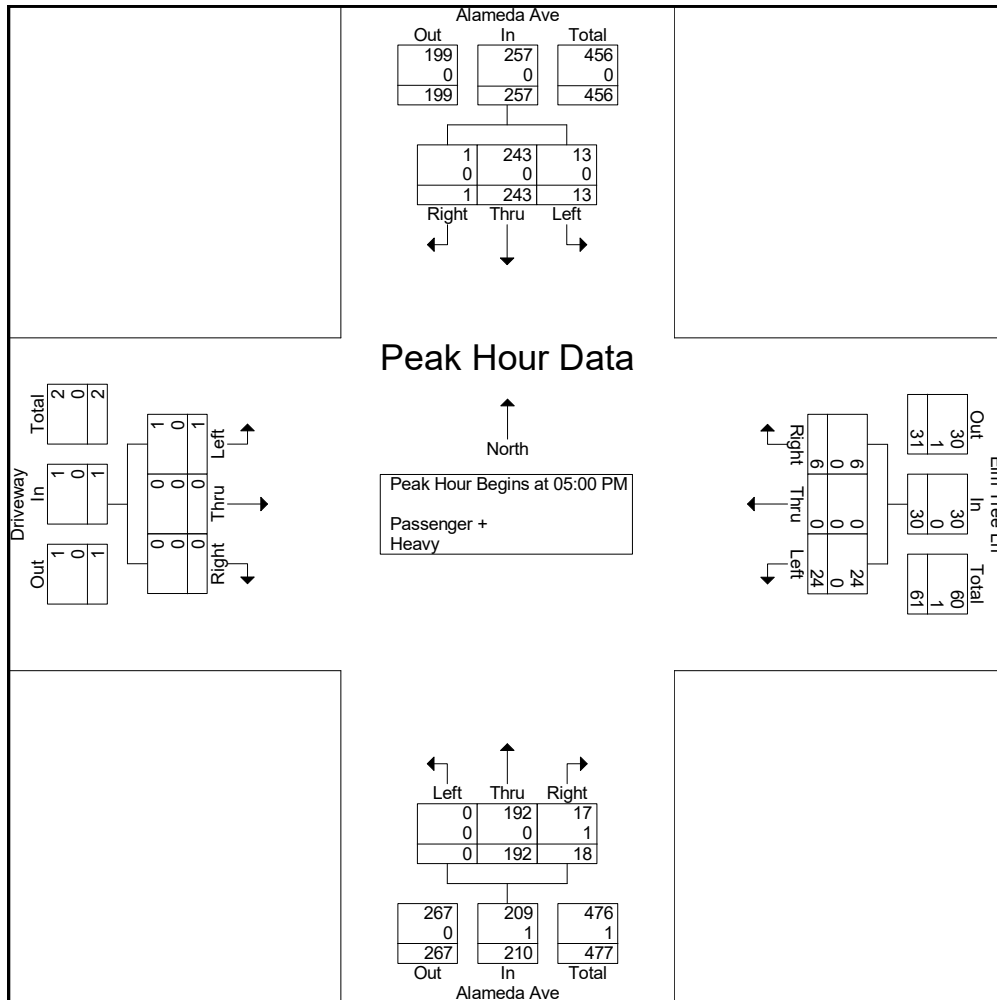 Alameda Ave
Out In Total
199 257 456
0 0 0
199 257 456
1 243 13
0 0 0
1 243 13
Right Thru Left
Peak Hour Data
North
Peak Hour Begins at 05:00 PM
Passenger +
Heavy
Driveway
Total In Out
2 1 1
0 0 0
2 1 1
1 0 0
0 0 0
1 0 0
Left Thru Right
Right Thru Left
6 0 24
0 0 0
6 0 24
30 30 60
1 0 1
31 30 61
Out In Total
Left Thru Right
0 192 17
0 0 1
0 192 18
267 209 476
0 1 1
267 210 477
Out In Total
Alameda Ave